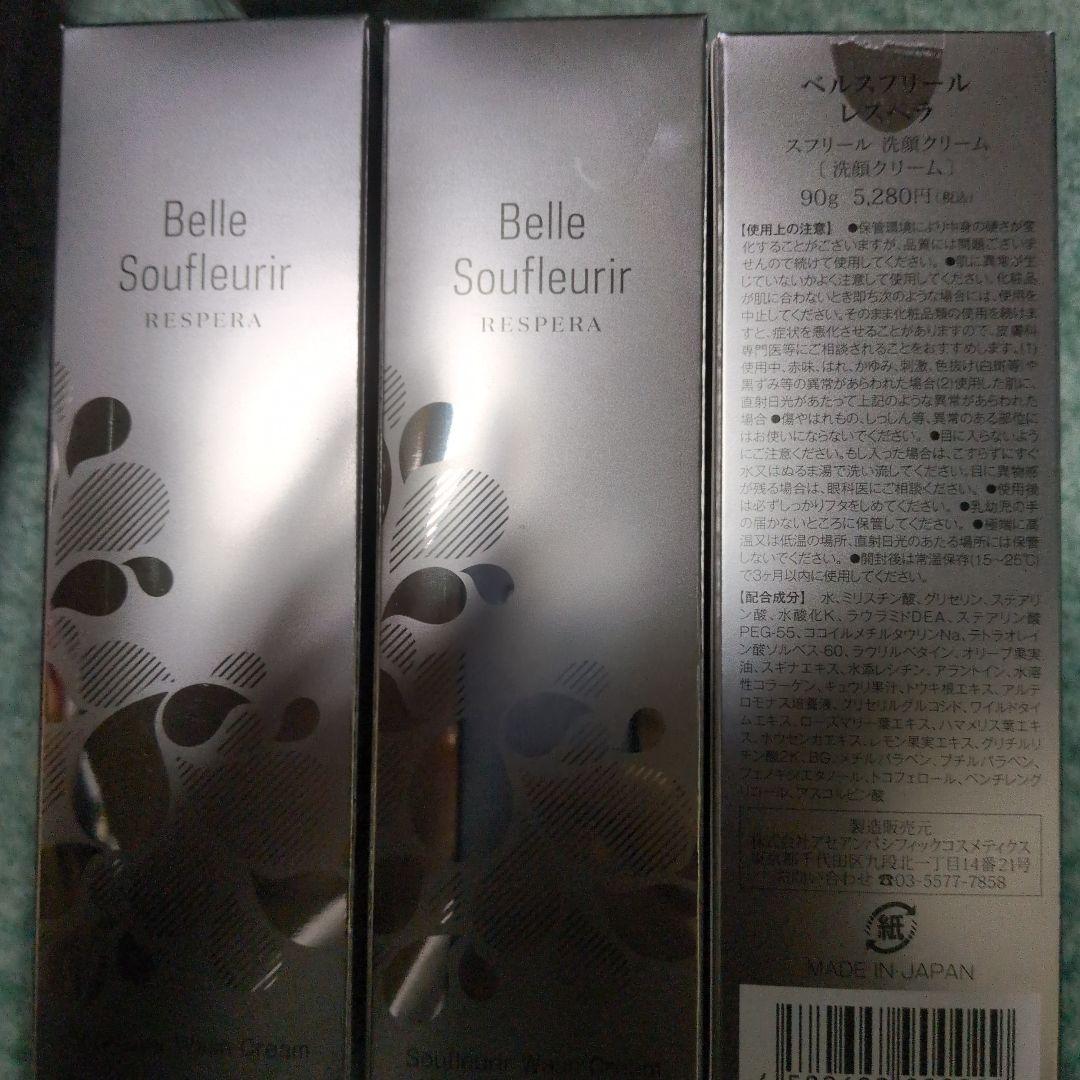 Belle
Soufleurir
RESPERA
Wash Cream
Belle
Soufleurir
RESPERA
Soufleurir Wash Cream
ベルスフリール
レスペラ
スフリール 洗顔クリーム
〔 洗顔クリーム 〕
90g 5,280円(税込)
【使用上の注意】 ●保管環境により中身の硬さが変
化することがございますが、品質には問題ございま
せんので続けて使用してください。●肌に異常が生
じていないかよく注意して使用してください。化粧品
が肌に合わないとき即ち次のような場合には、使用を
中止してください。そのまま化粧品類の使用を続けま
すと、症状を悪化させることがありますので、皮膚科
専門医等にご相談されることをおすすめします。(1)
使用中、赤味、はれ、かゆみ、刺激、色抜け(白斑等)や
黒ずみ等の異常があらわれた場合(2)使用した肌に、
直射日光があたって上記のような異常があらわれた
場合 ●傷やはれもの、しっしん等、異常のある部位に
はお使いにならないでください。 ●目に入らないよう
にご注意ください。もし入った場合は、こすらずにすぐ
水又はぬるま湯で洗い流してください。目に異物感
が残る場合は、眼科医にご相談ください。 ●使用後
は必ずしっかりフタをしめてください。 ●乳幼児の手
の届かないところに保管してください。 ●極端に高
温又は低温の場所、直射日光のあたる場所には保管
しないでください。 ●開封後は常温保存(15〜25℃)
で3ヶ月以内に使用してください。
【配合成分】 水、ミリスチン酸、グリセリン、ステアリ
ン酸、水酸化K、ラウラミドDEA、ステアリン酸
PEG-55、ココイルメチルタウリンNa、テトラオレイ
ン酸ソルベス-60、ラウリルベタイン、オリーブ果実
油、スギナエキス、水添レシチン、アラントイン、水溶
性コラーゲン、キュウリ果汁、トウキ根エキス、アルテ
ロモナス培養液、グリセリルグルコシド、ワイルドタイ
ムエキス、ローズマリー葉エキス、ハマメリス葉エキ
ス、ホウセンカエキス、レモン果実エキス、グリチルリ
チン酸2K、BG、メチルパラベン、ブチルパラベン、
フェノキシエタノール、トコフェロール、ペンチレング
リコール、アスコルビン酸
製造販売元
株式会社アセアンパシフィックコスメティクス
東京都千代田区九段北一丁目14番21号
お問い合わせ ☎03-5577-7858
紙
MADE IN JAPAN